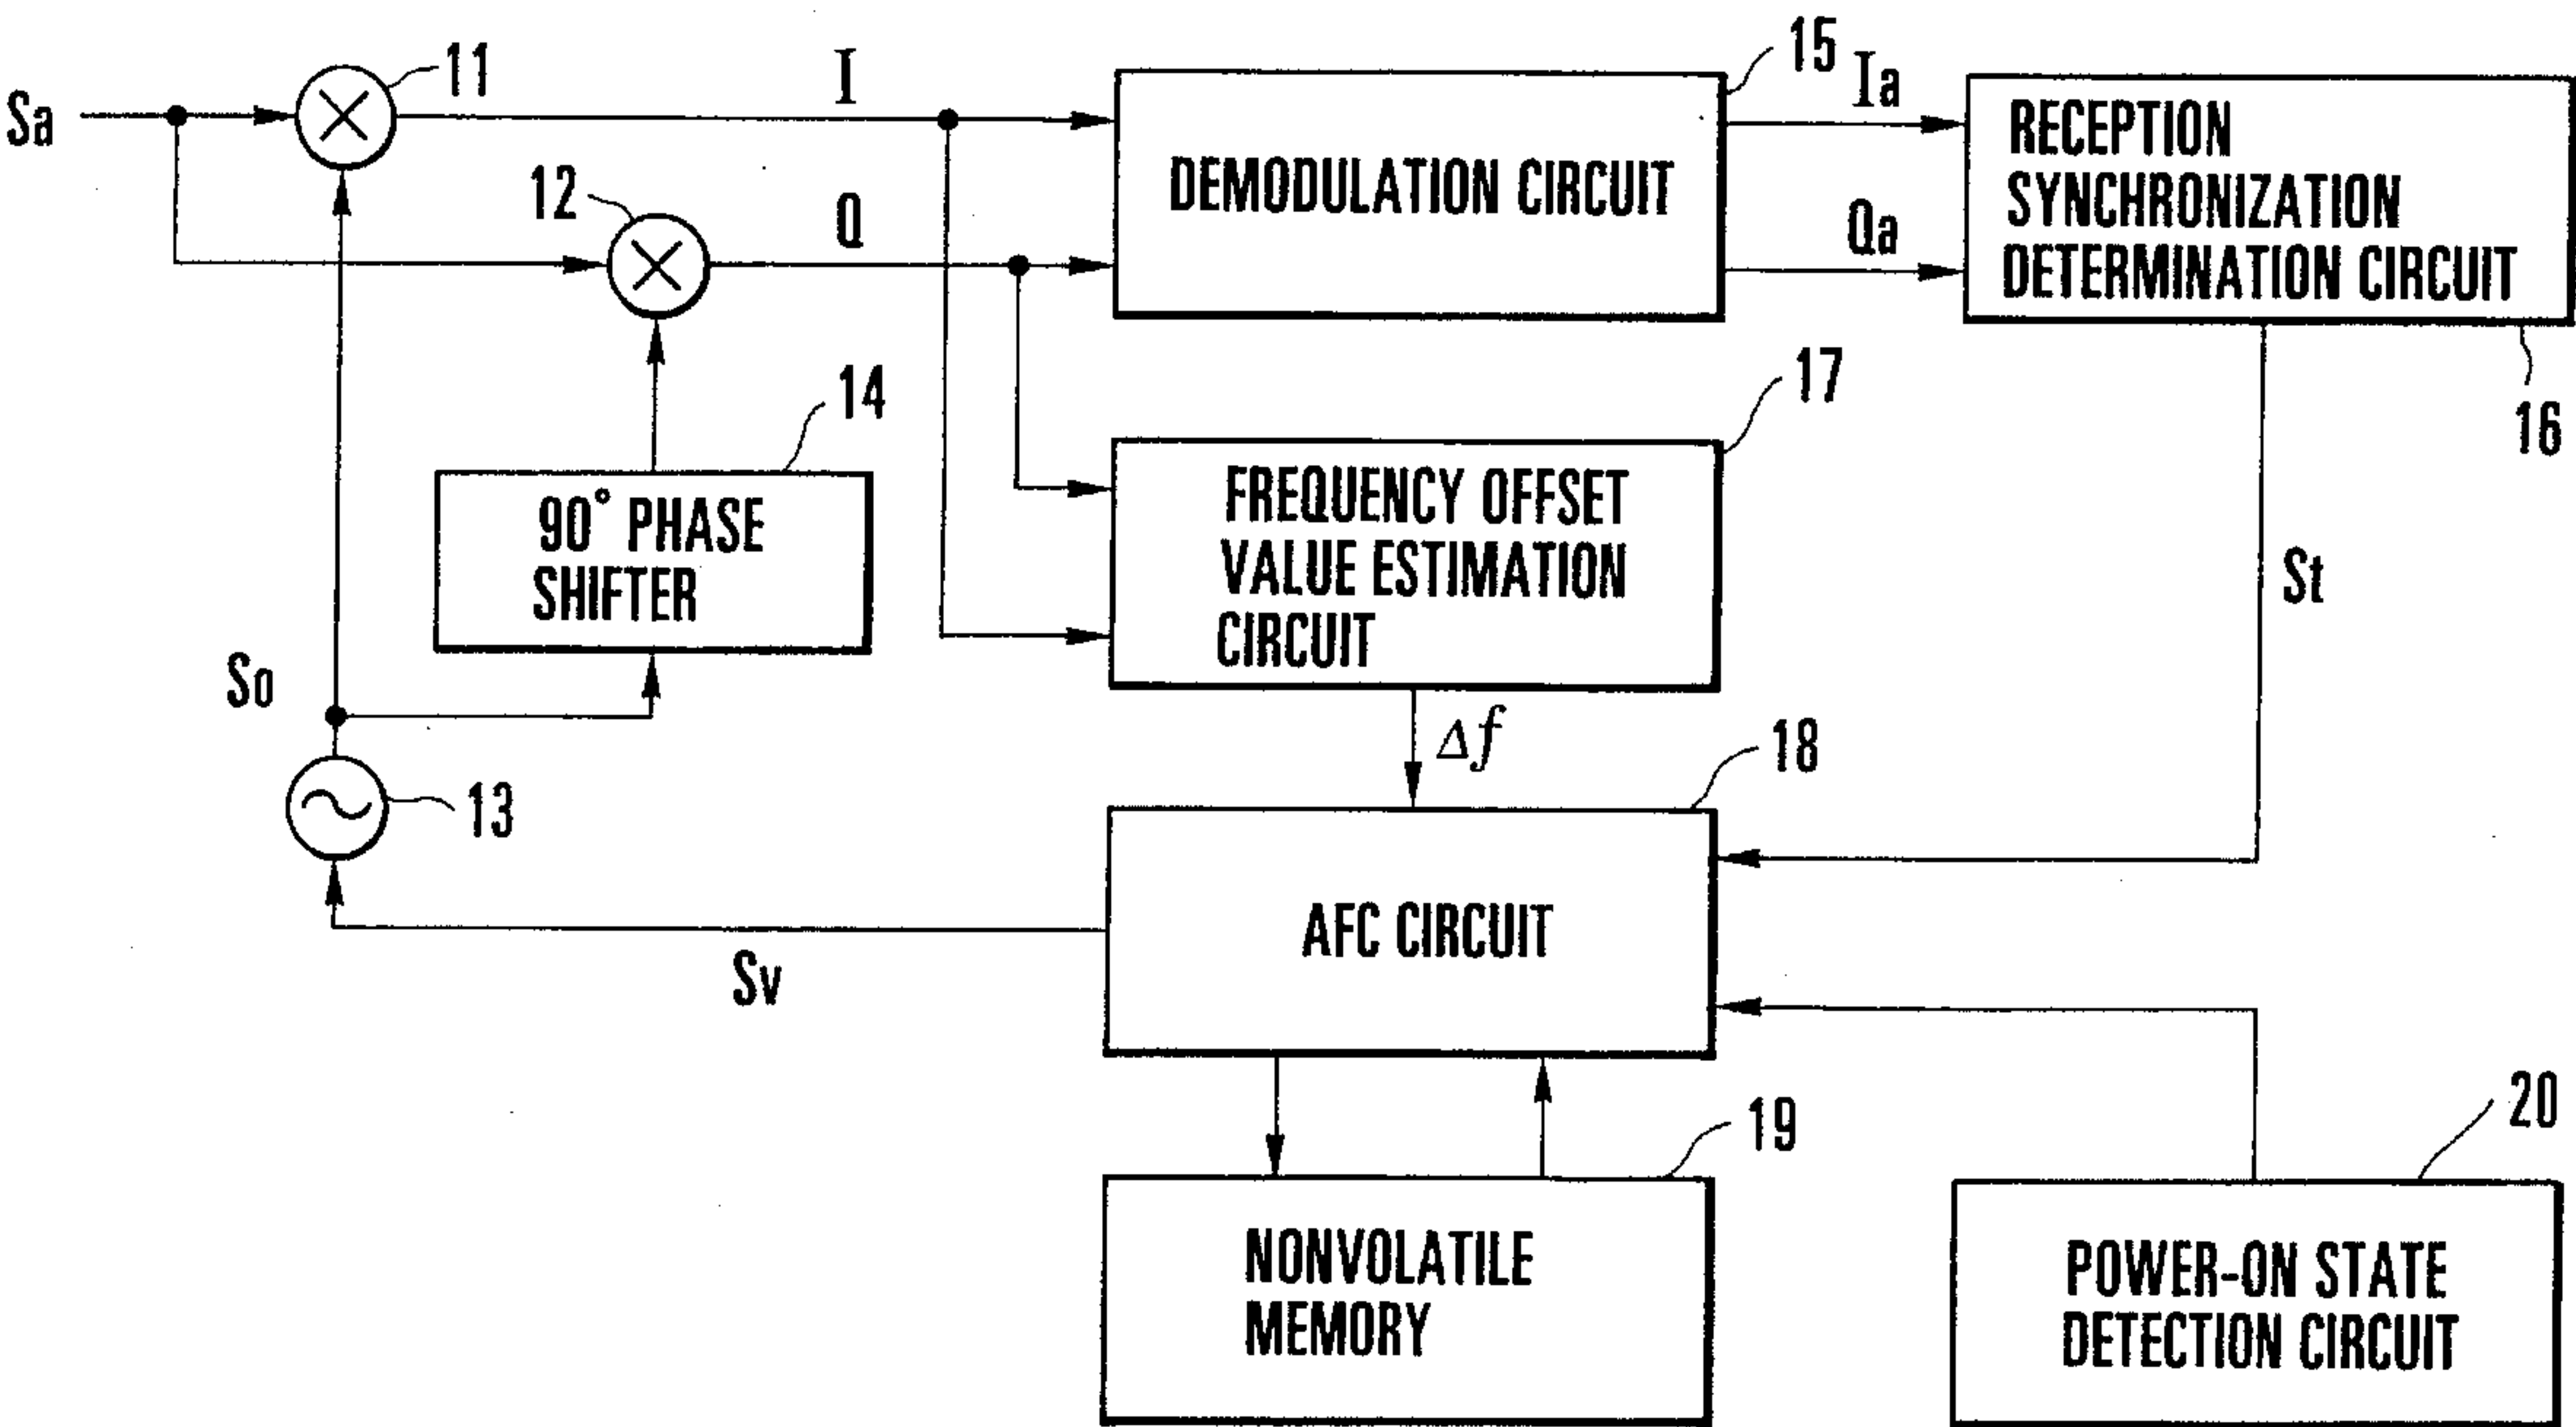 Sa
11
I
15
Ia
DEMODULATION CIRCUIT
RECEPTION
SYNCHRONIZATION
DETERMINATION CIRCUIT
12
Q
Qa
16
14
90° PHASE
SHIFTER
17
FREQUENCY OFFSET
VALUE ESTIMATION
CIRCUIT
St
So
13
Δf
18
AFC CIRCUIT
Sv
19
NONVOLATILE
MEMORY
20
POWER-ON STATE
DETECTION CIRCUIT